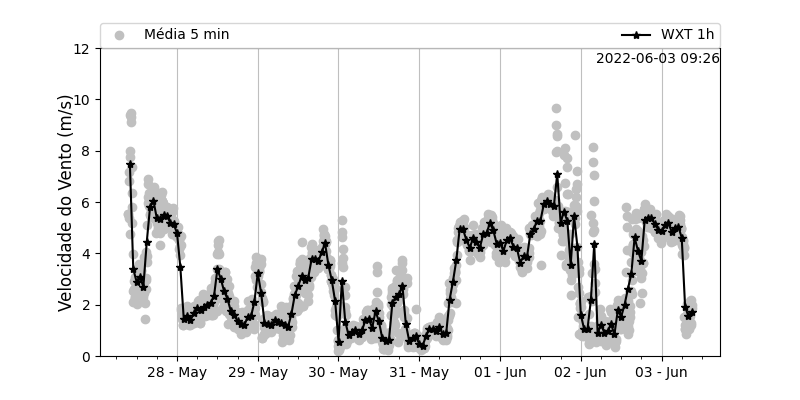 Média 5 min
WXT 1h
2022-06-03 09:26
Velocidade do Vento (m/s)
12
10
8
6
4
2
0
28 - May
29 - May
30 - May
31 - May
01 - Jun
02 - Jun
03 - Jun